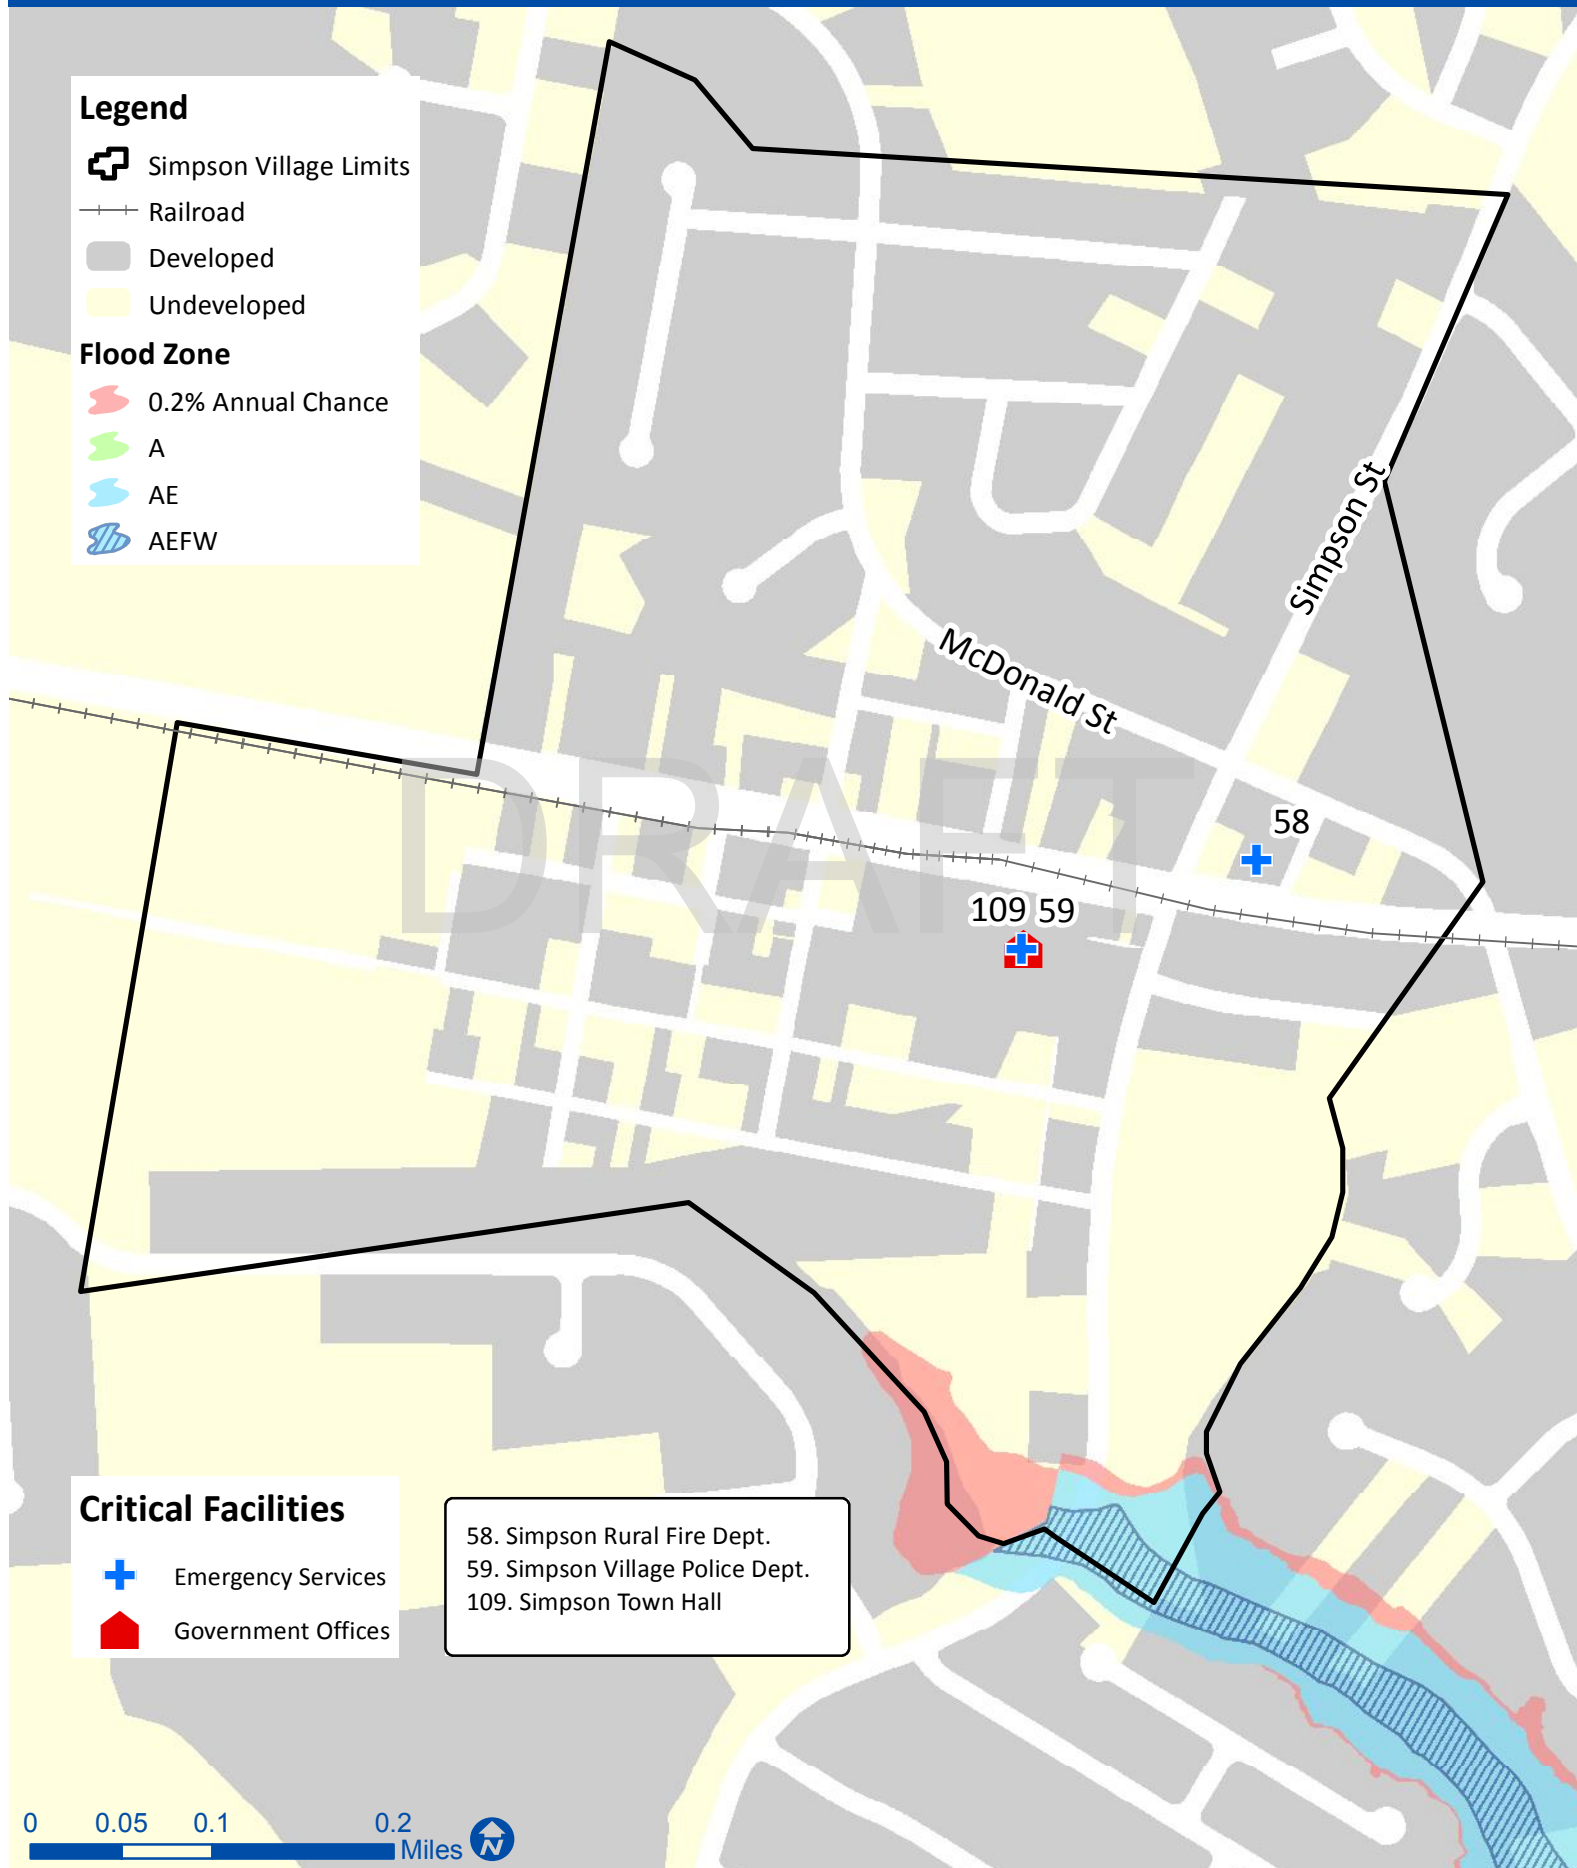 Legend
Simpson Village Limits
Railroad
Developed
Undeveloped
Flood Zone
0.2% Annual Chance
A
AE
AEFW
Simpson St
McDonald St
DRAFT
58
109 59
Critical Facilities
Emergency Services
Government Offices
58. Simpson Rural Fire Dept.
59. Simpson Village Police Dept.
109. Simpson Town Hall
0 0.05 0.1 0.2
Miles N